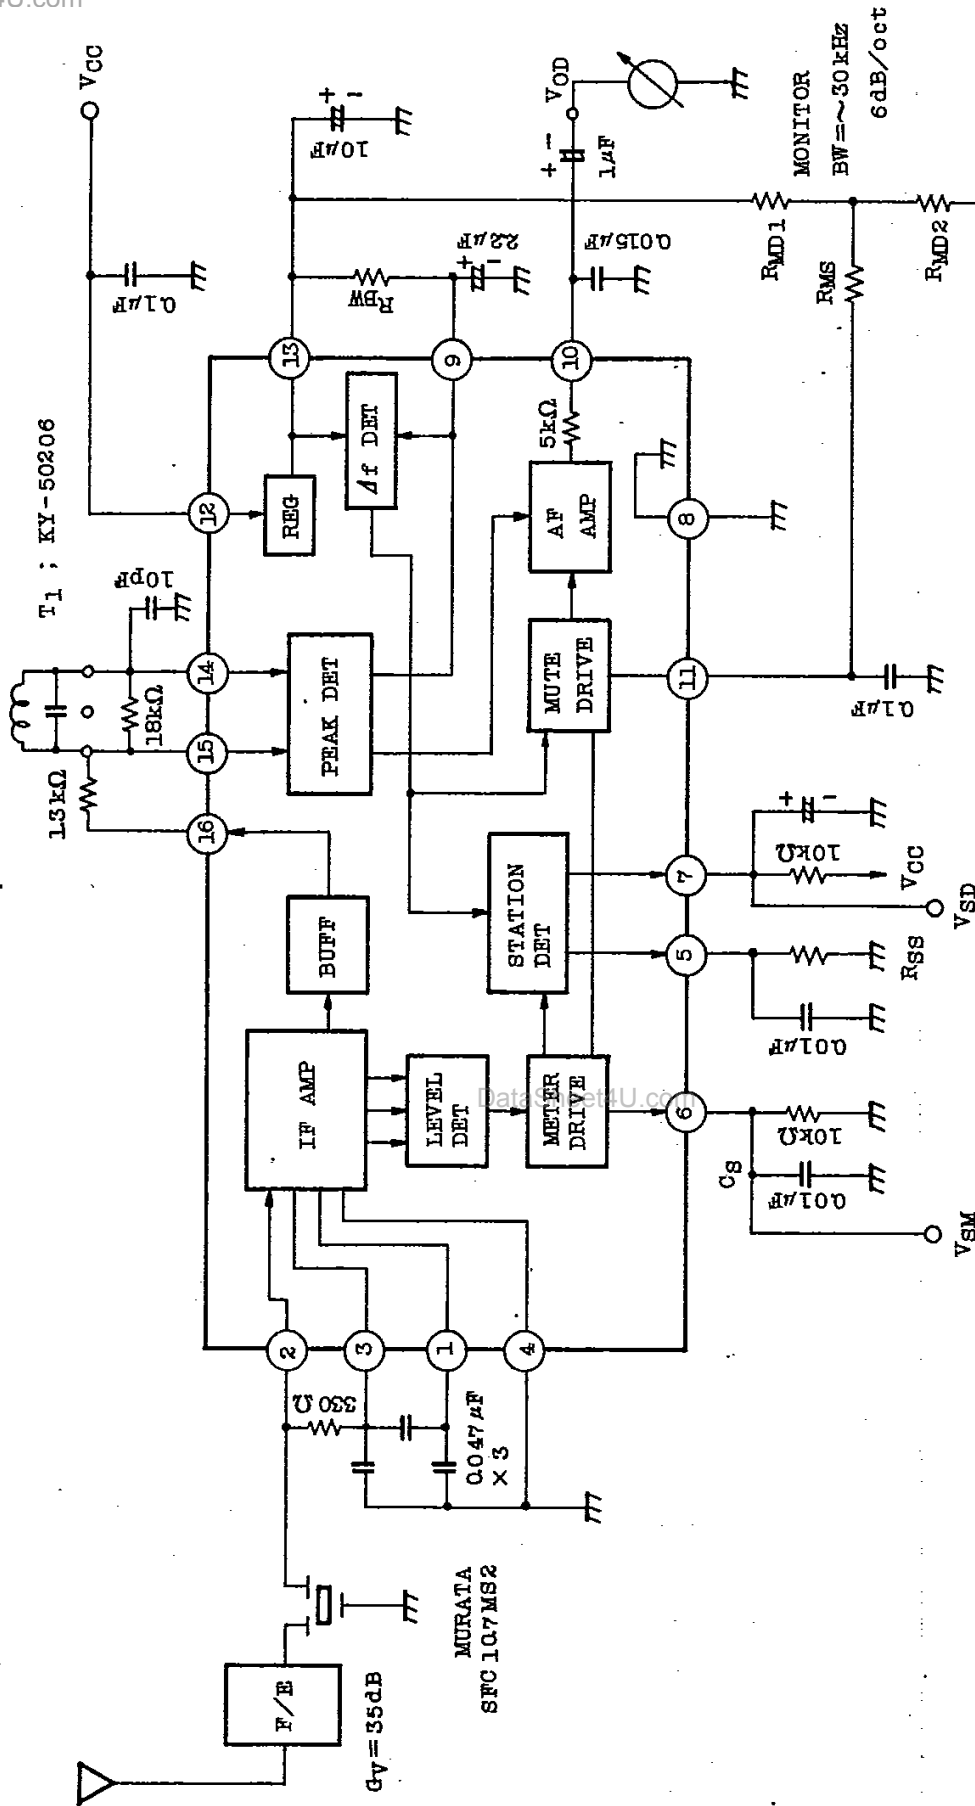 4U.com
VCC
0.1µF
10µF
+ -
VOD
+ -
1µF
MONITOR
BW=~30kHz
6dB/oct
0.015µF
2.2µF
+ -
RBW
RMD1
RMS
RMD2
T1 ; KY-50206
10pF
18kΩ
1.3kΩ
12
13
9
10
14
15
16
11
8
7
5
6
2
3
1
4
REG
Δf DET
5kΩ
AF
AMP
PEAK DET
MUTE
DRIVE
BUFF
STATION
DET
IF AMP
LEVEL
DET
METER
DRIVE
DataSheet4U.com
0.1µF
+ -
10kΩ
VCC
VSD
RSS
0.01µF
10kΩ
CS
0.01µF
VSM
330Ω
0.047µF
×3
MURATA
SFC 10.7MS2
F/E
GV=35dB